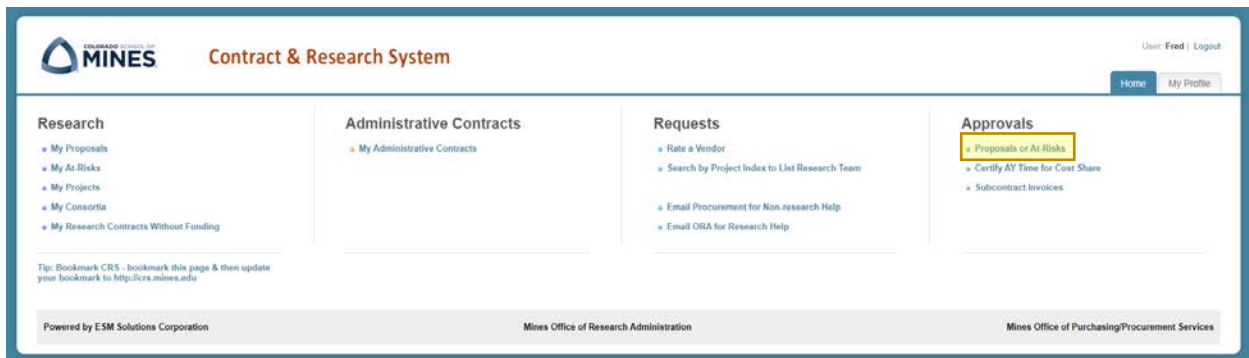 COLORADO SCHOOL OF
MINES
Contract & Research System
User: Fred | Logout
Home
My Profile
Research
My Proposals
My At-Risks
My Projects
My Consortia
My Research Contracts Without Funding
Tip: Bookmark CRS - bookmark this page & then update
your bookmark to http://crs.mines.edu
Administrative Contracts
My Administrative Contracts
Requests
Rate a Vendor
Search by Project Index to List Research Team
Email Procurement for Non-research Help
Email ORA for Research Help
Approvals
Proposals or At-Risks
Certify AY Time for Cost Share
Subcontract Invoices
Powered by ESM Solutions Corporation
Mines Office of Research Administration
Mines Office of Purchasing/Procurement Services